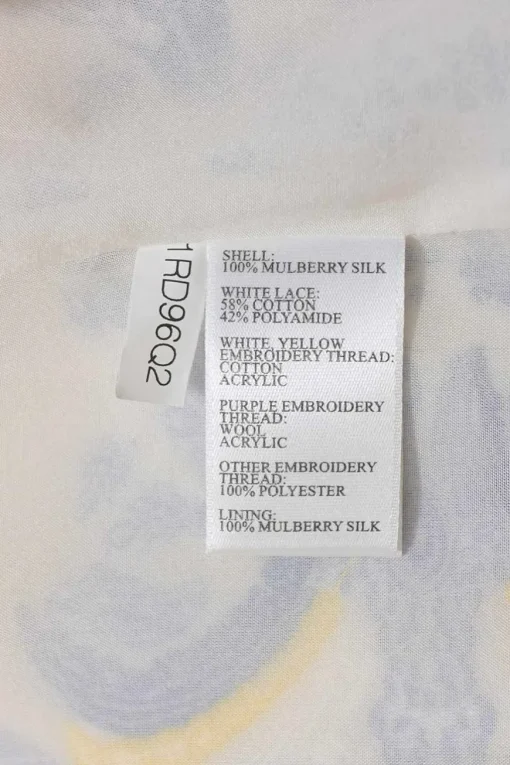 1RD96Q2
SHELL:
100% MULBERRY SILK
WHITE LACE:
58% COTTON
42% POLYAMIDE
WHITE, YELLOW
EMBROIDERY THREAD:
COTTON
ACRYLIC
PURPLE EMBROIDERY
THREAD:
WOOL
ACRYLIC
OTHER EMBROIDERY
THREAD:
100% POLYESTER
LINING:
100% MULBERRY SILK